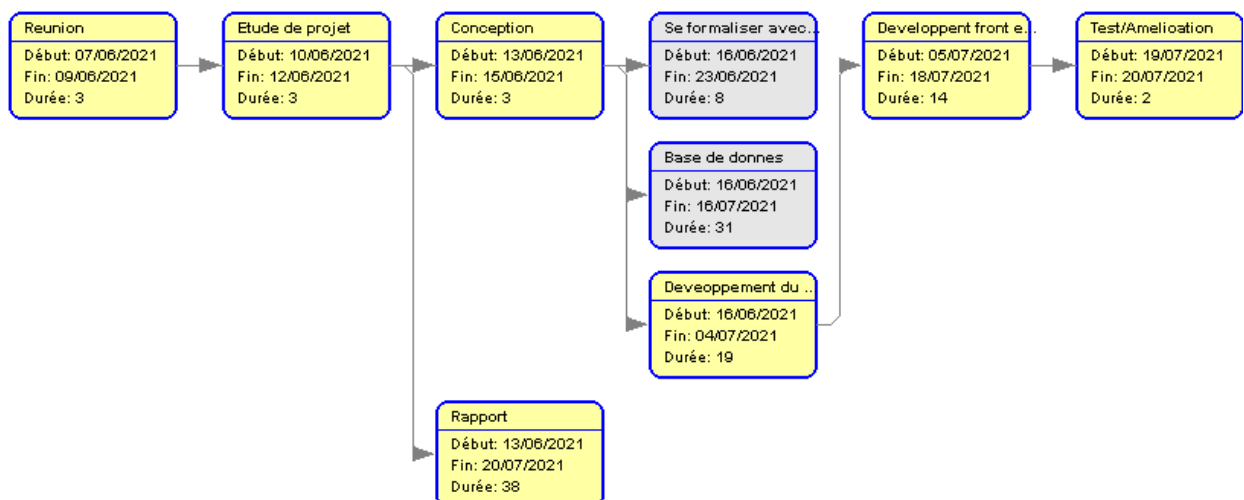 Reunion
Début: 07/06/2021
Fin: 09/06/2021
Durée: 3
Etude de projet
Début: 10/06/2021
Fin: 12/06/2021
Durée: 3
Conception
Début: 13/06/2021
Fin: 15/06/2021
Durée: 3
Se formaliser avec...
Début: 16/06/2021
Fin: 23/06/2021
Durée: 8
Developpent front e...
Début: 05/07/2021
Fin: 18/07/2021
Durée: 14
Test/Amelioation
Début: 19/07/2021
Fin: 20/07/2021
Durée: 2
Base de donnes
Début: 16/06/2021
Fin: 16/07/2021
Durée: 31
Deveoppement du ...
Début: 16/06/2021
Fin: 04/07/2021
Durée: 19
Rapport
Début: 13/06/2021
Fin: 20/07/2021
Durée: 38